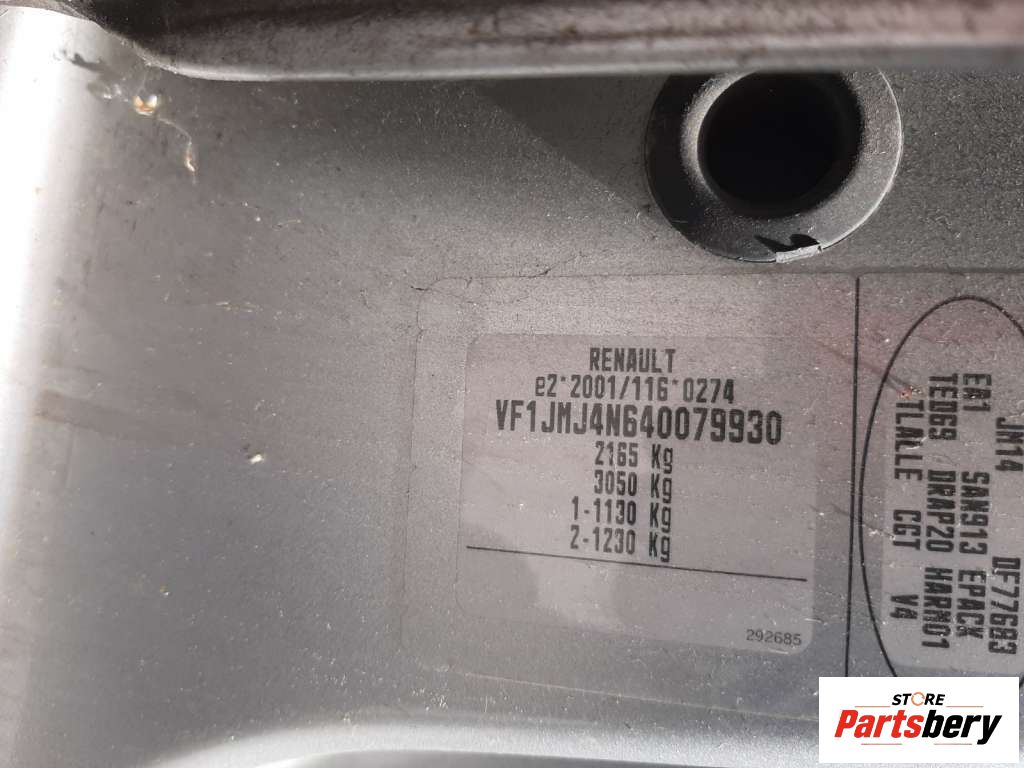 RENAULT
e2*2001/116*0274
VF1JMJ4N640079930
2165 Kg
3050 Kg
1-1130 Kg
2-1230 Kg
292685
JM14 DF77683
EA1 SAN913 EPACK
TED69 DRAP20 HARN01
TLALLE CGT V4
STORE
Partsbery